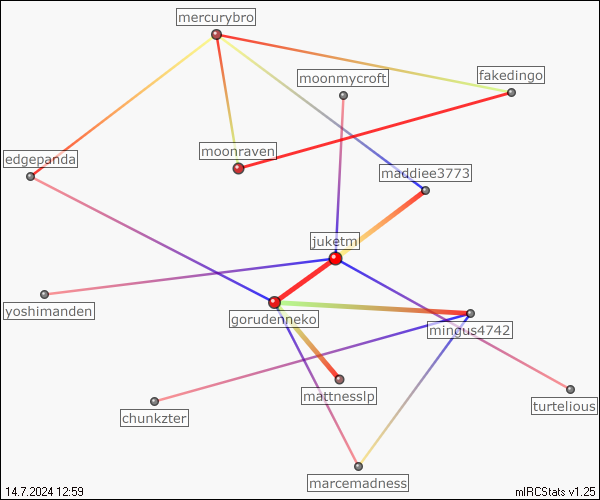 mercurybro
moonmycroft
fakedingo
moonraven
edgepanda
maddiee3773
juketm
yoshimanden
gorudenneko
mingus4742
mattnesslp
chunkzter
turtelious
marcemadness
14.7.2024 12:59
mIRCStats v1.25